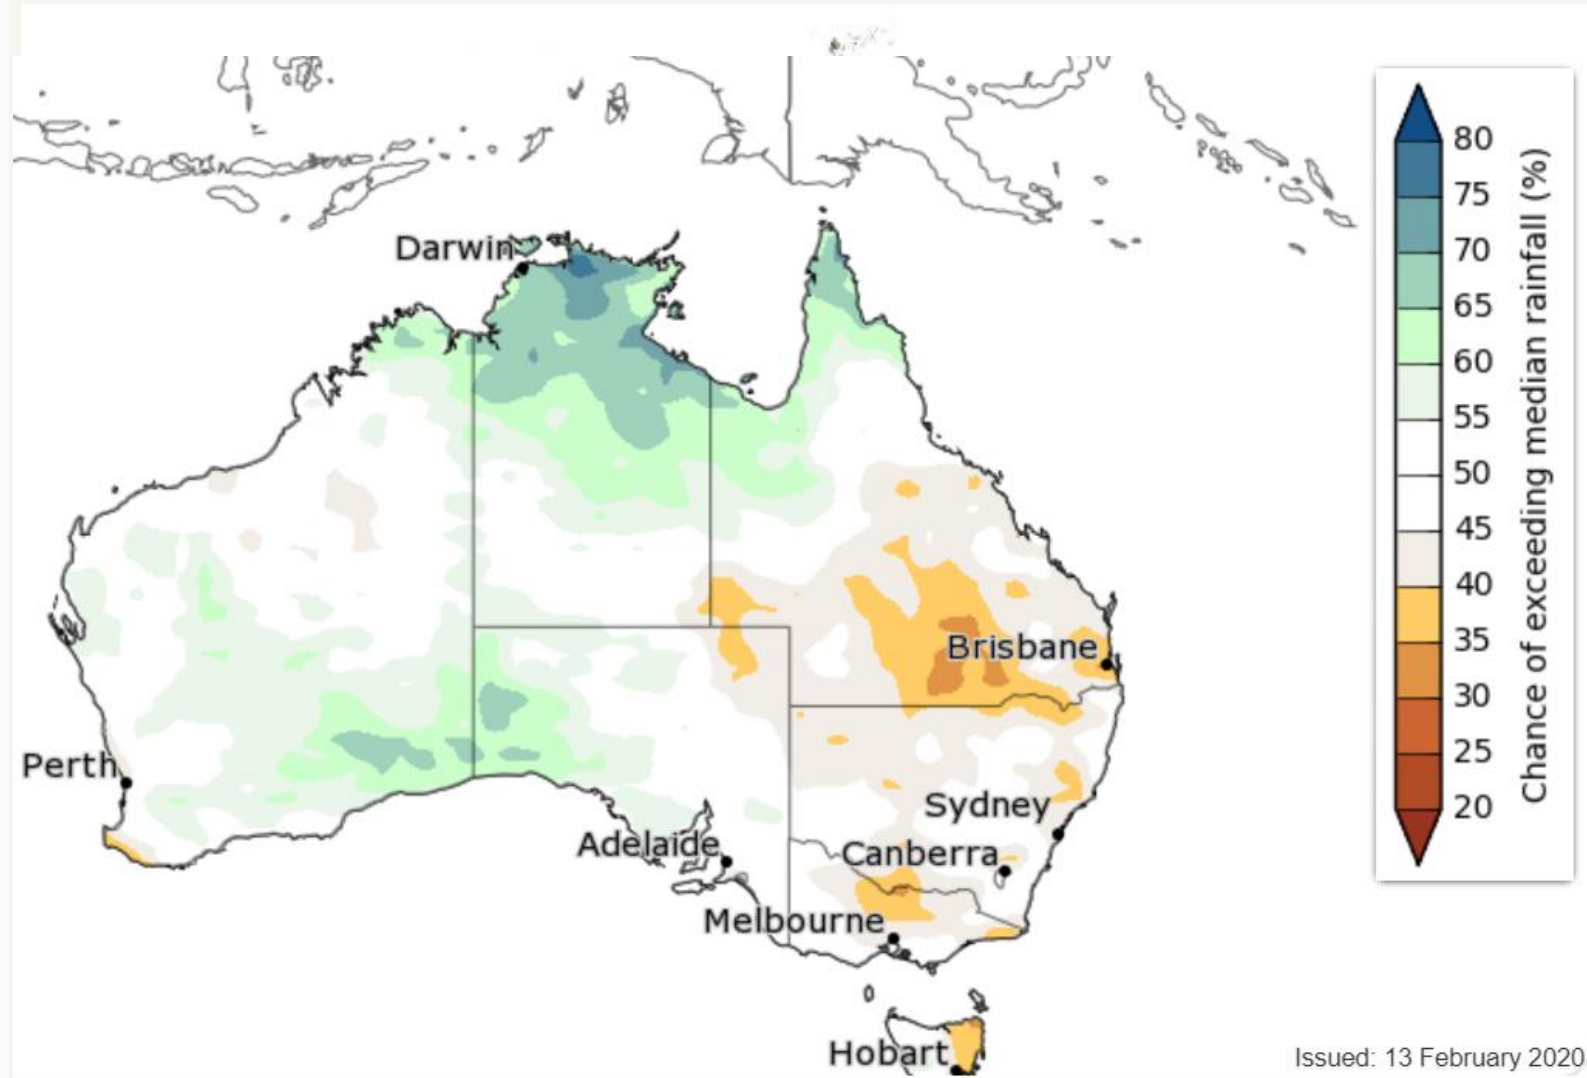 Darwin
Perth
Adelaide
Melbourne
Hobart
Canberra
Sydney
Brisbane
80
75
70
65
60
55
50
45
40
35
30
25
20
Chance of exceeding median rainfall (%)
Issued: 13 February 2020